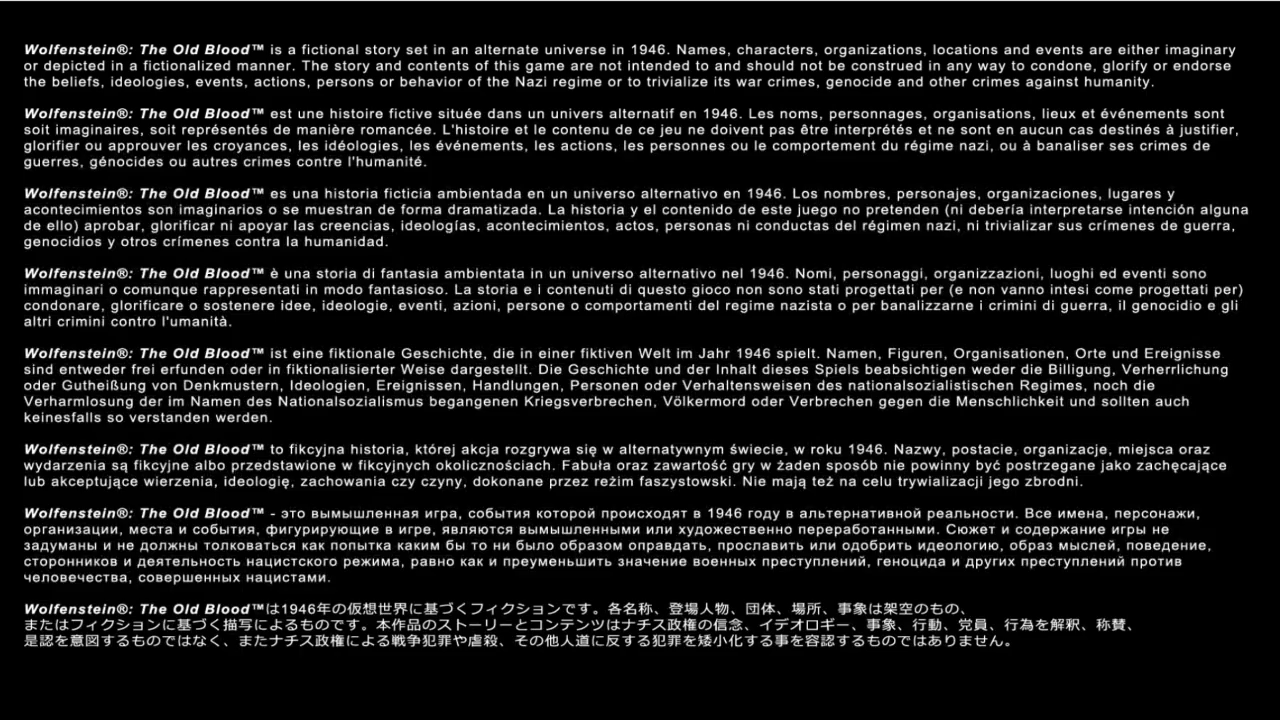 Wolfenstein®: The Old Blood™ is a fictional story set in an alternate universe in 1946. Names, characters, organizations, locations and events are either imaginary
or depicted in a fictionalized manner. The story and contents of this game are not intended to and should not be construed in any way to condone, glorify or endorse
the beliefs, ideologies, events, actions, persons or behavior of the Nazi regime or to trivialize its war crimes, genocide and other crimes against humanity.
Wolfenstein®: The Old Blood™ est une histoire fictive située dans un univers alternatif en 1946. Les noms, personnages, organisations, lieux et événements sont
soit imaginaires, soit représentés de manière romancée. L'histoire et le contenu de ce jeu ne doivent pas être interprétés et ne sont en aucun cas destinés à justifier,
glorifier ou approuver les croyances, les idéologies, les événements, les actions, les personnes ou le comportement du régime nazi, ou à banaliser ses crimes de
guerres, génocides ou autres crimes contre l'humanité.
Wolfenstein®: The Old Blood™ es una historia ficticia ambientada en un universo alternativo en 1946. Los nombres, personajes, organizaciones, lugares y
acontecimientos son imaginarios o se muestran de forma dramatizada. La historia y el contenido de este juego no pretenden (ni debería interpretarse intención alguna
de ello) aprobar, glorificar ni apoyar las creencias, ideologías, acontecimientos, actos, personas ni conductas del régimen nazi, ni trivializar sus crímenes de guerra,
genocidios y otros crímenes contra la humanidad.
Wolfenstein®: The Old Blood™ è una storia di fantasia ambientata in un universo alternativo nel 1946. Nomi, personaggi, organizzazioni, luoghi ed eventi sono
immaginari o comunque rappresentati in modo fantasioso. La storia e i contenuti di questo gioco non sono stati progettati per (e non vanno intesi come progettati per)
condonare, glorificare o sostenere idee, ideologie, eventi, azioni, persone o comportamenti del regime nazista o per banalizzarne i crimini di guerra, il genocidio e gli
altri crimini contro l'umanità.
Wolfenstein®: The Old Blood™ ist eine fiktionale Geschichte, die in einer fiktiven Welt im Jahr 1946 spielt. Namen, Figuren, Organisationen, Orte und Ereignisse
sind entweder frei erfunden oder in fiktionalisierter Weise dargestellt. Die Geschichte und der Inhalt dieses Spiels beabsichtigen weder die Billigung, Verherrlichung
oder Gutheißung von Denkmustern, Ideologien, Ereignissen, Handlungen, Personen oder Verhaltensweisen des nationalsozialistischen Regimes, noch die
Verharmlosung der im Namen des Nationalsozialismus begangenen Kriegsverbrechen, Völkermord oder Verbrechen gegen die Menschlichkeit und sollten auch
keinesfalls so verstanden werden.
Wolfenstein®: The Old Blood™ to fikcyjna historia, której akcja rozgrywa się w alternatywnym świecie, w roku 1946. Nazwy, postacie, organizacje, miejsca oraz
wydarzenia są fikcyjne albo przedstawione w fikcyjnych okolicznościach. Fabuła oraz zawartość gry w żaden sposób nie powinny być postrzegane jako zachęcające
lub akceptujące wierzenia, ideologię, zachowania czy czyny, dokonane przez reżim faszystowski. Nie mają też na celu trywializacji jego zbrodni.
Wolfenstein®: The Old Blood™ - это вымышленная игра, события которой происходят в 1946 году в альтернативной реальности. Все имена, персонажи,
организации, места и события, фигурирующие в игре, являются вымышленными или художественно переработанными. Сюжет и содержание игры не
задуманы и не должны толковаться как попытка каким бы то ни было образом оправдать, прославить или одобрить идеологию, образ мыслей, поведение,
сторонников и деятельность нацистского режима, равно как и преуменьшить значение военных преступлений, геноцида и других преступлений против
человечества, совершенных нацистами.
Wolfenstein®: The Old Blood™は1946年の仮想世界に基づくフィクションです。各名称、登場人物、団体、場所、事象は架空のもの、
またはフィクションに基づく描写によるものです。本作品のストーリーとコンテンツはナチス政権の信念、イデオロギー、事象、行動、党員、行為を解釈、称賛、
是認を意図するものではなく、またナチス政権による戦争犯罪や虐殺、その他人道に反する犯罪を矮小化する事を容認するものではありません。